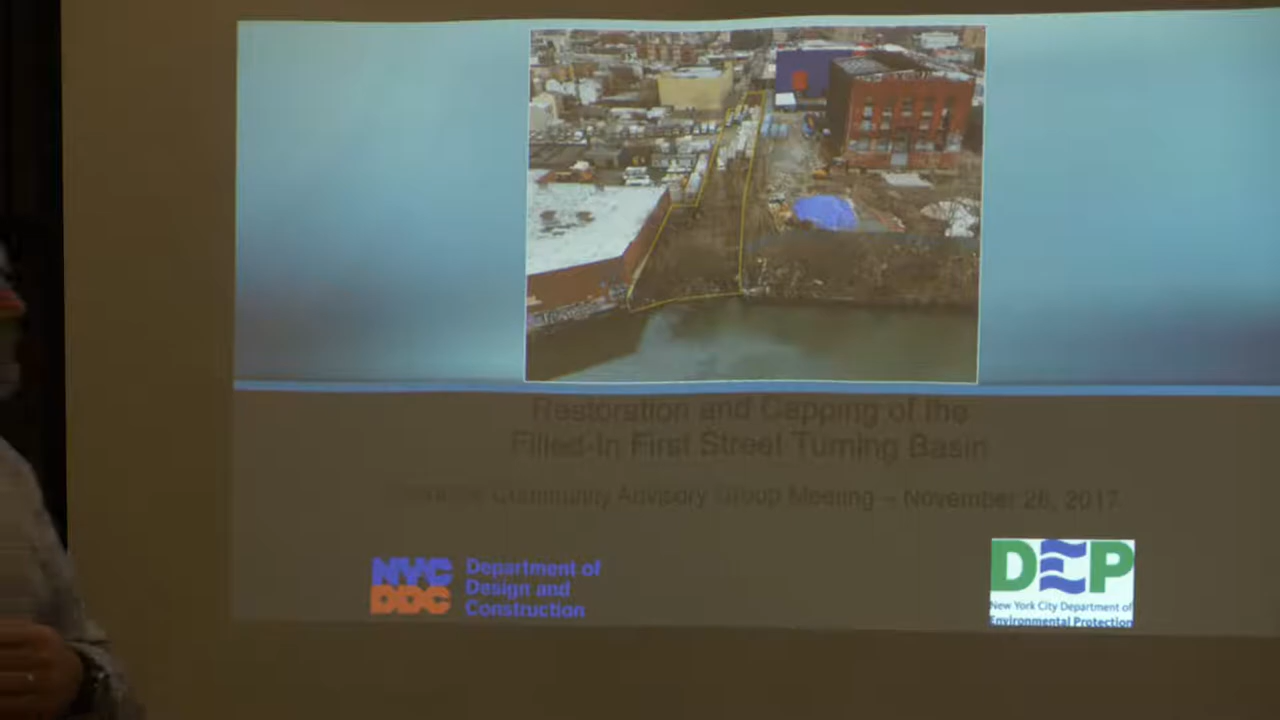 Restoration and Capping of the
Filled-In First Street Turning Basin
Community Advisory Group Meeting – November 28, 2017
NYC
DDC
Department of
Design and
Construction
DEP
New York City Department of
Environmental Protection